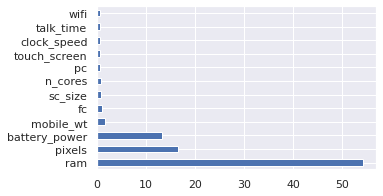 wifi
talk_time
clock_speed
touch_screen
pc
n_cores
sc_size
fc
mobile_wt
battery_power
pixels
ram
0 10 20 30 40 50